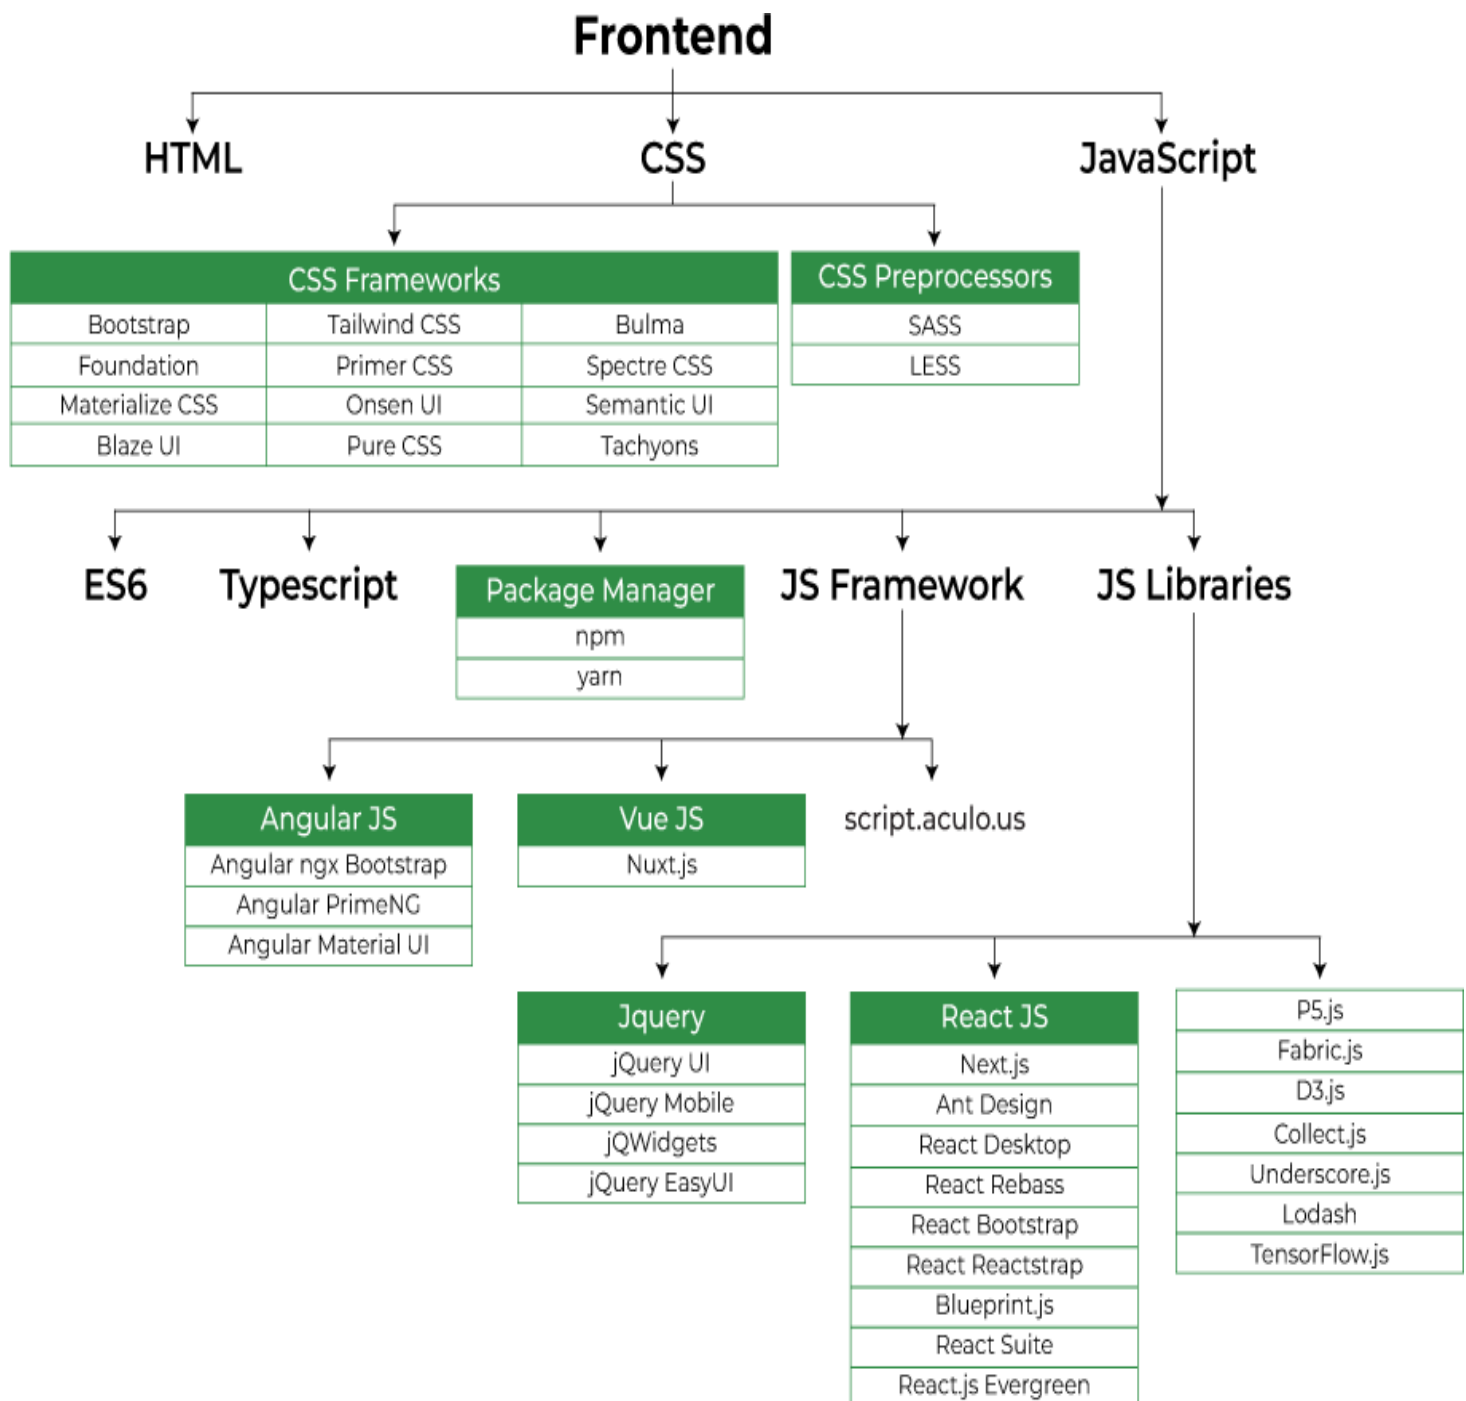 Frontend
HTML CSS JavaScript
CSS Frameworks CSS Preprocessors
Bootstrap Tailwind CSS Bulma SASS
Foundation Primer CSS Spectre CSS LESS
Materialize CSS Onsen UI Semantic UI
Blaze UI Pure CSS Tachyons
ES6 Typescript Package Manager JS Framework JS Libraries
npm
yarn
Angular JS Vue JS script.aculo.us
Angular ngx Bootstrap Nuxt.js
Angular PrimeNG
Angular Material UI
Jquery React JS P5.js
jQuery UI Next.js Fabric.js
jQuery Mobile Ant Design D3.js
jQWidgets React Desktop Collect.js
jQuery EasyUI React Rebass Underscore.js
React Bootstrap Lodash
React Reactstrap TensorFlow.js
Blueprint.js
React Suite
React.js Evergreen